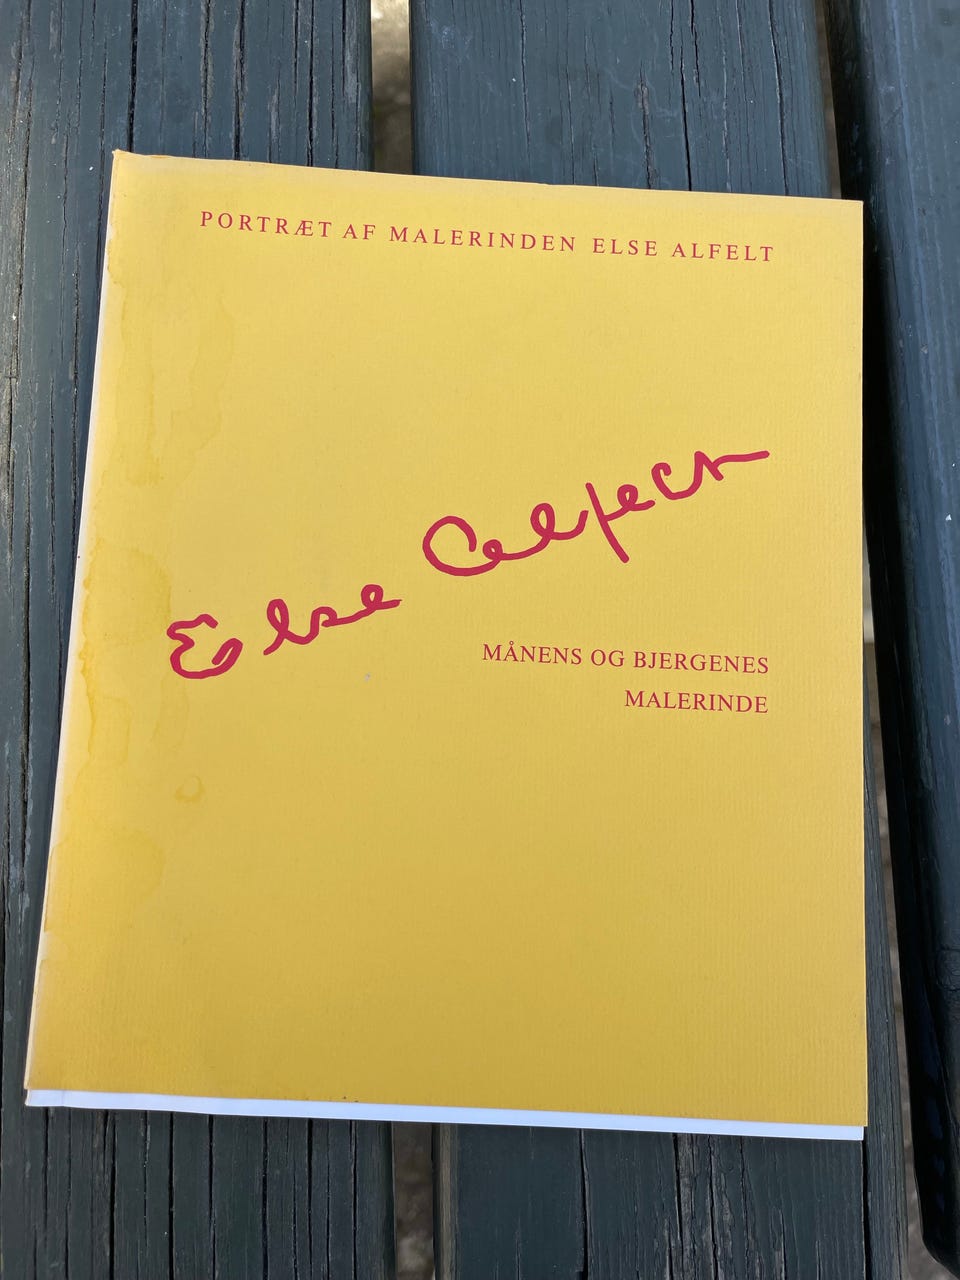 PORTRÆT AF MALERINDEN ELSE ALFELT
Else Alfelt
MÅNENS OG BJERGENES
MALERINDE